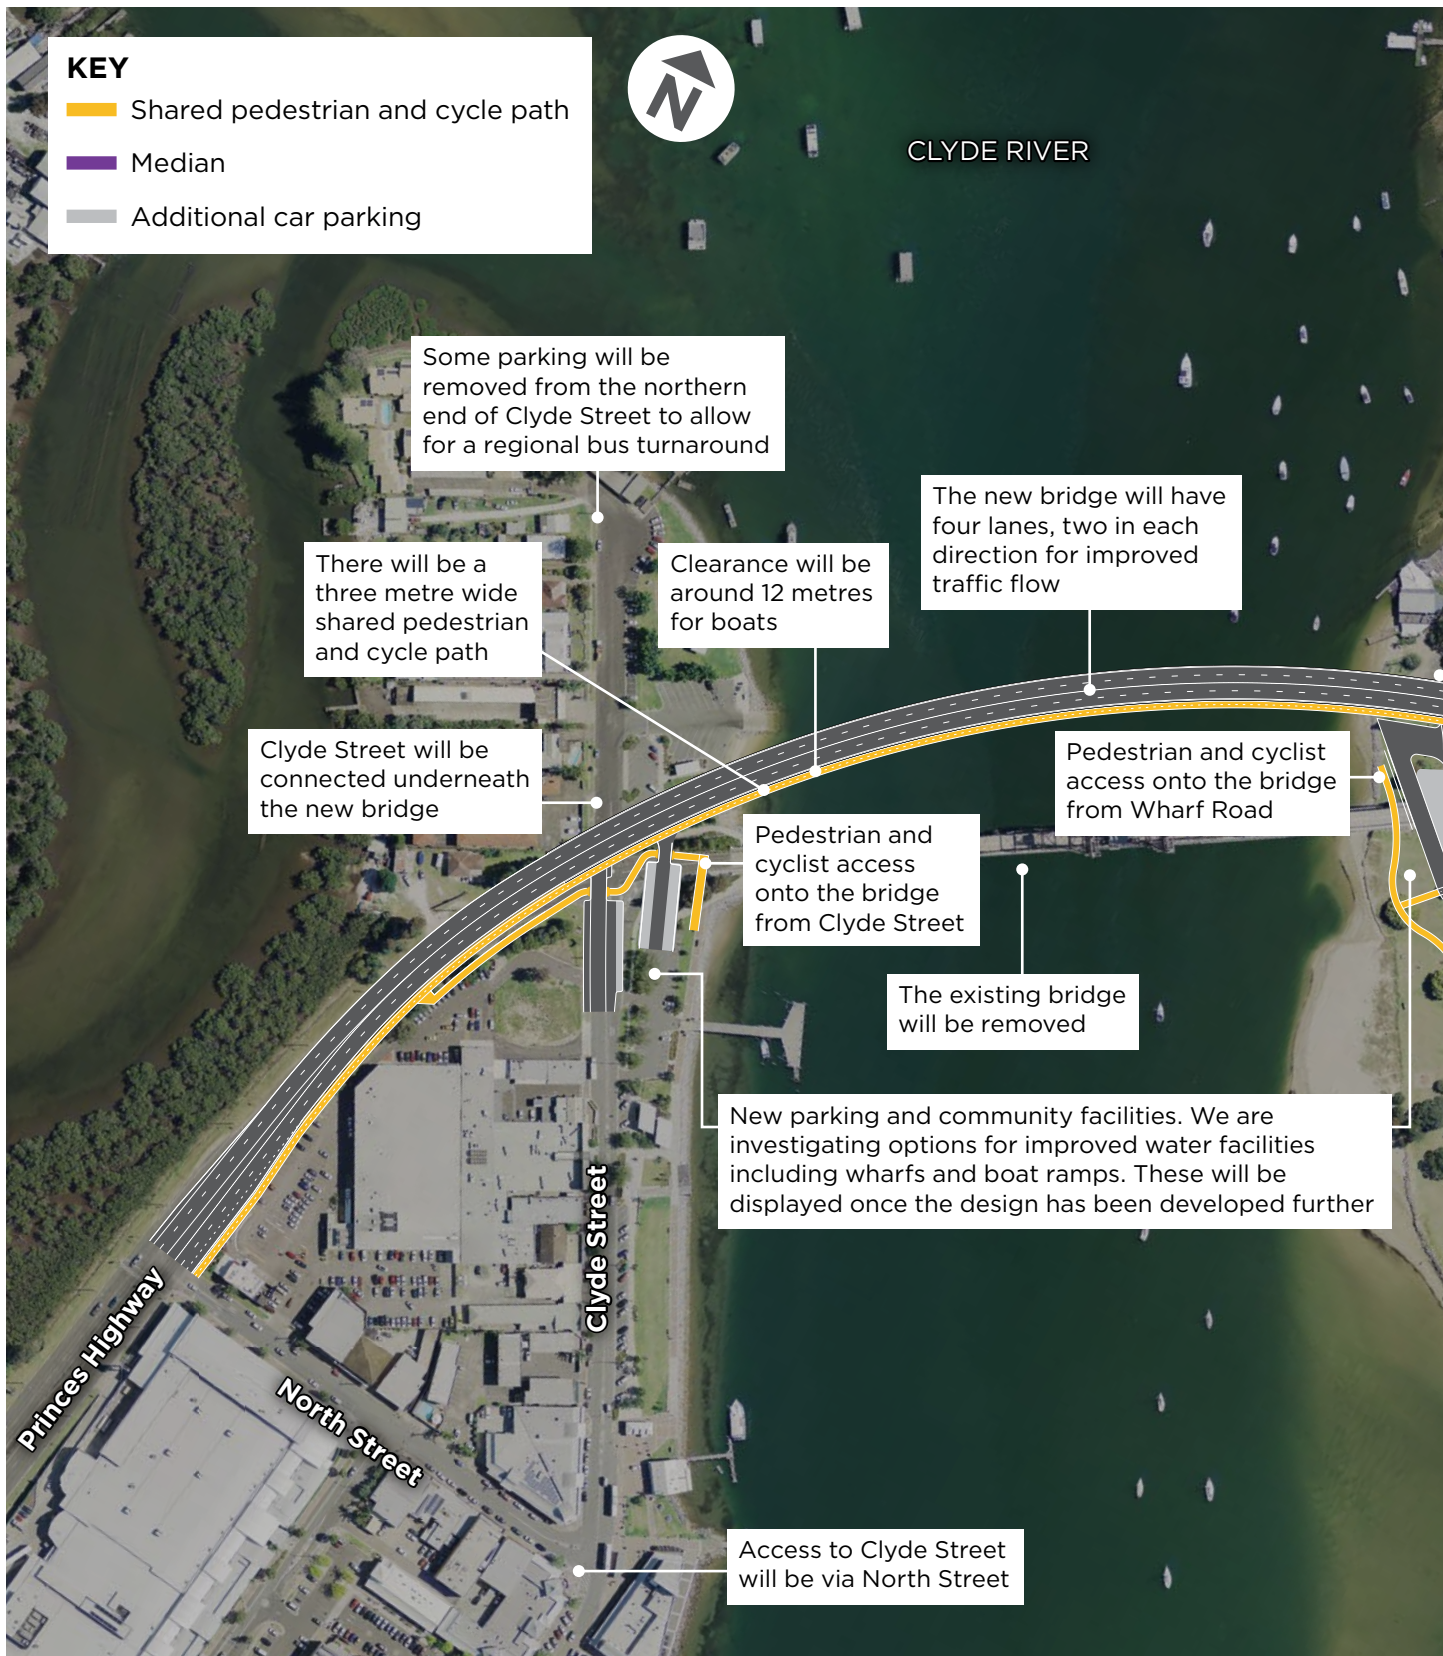 KEY
Shared pedestrian and cycle path
Median
Additional car parking
N
CLYDE RIVER
Some parking will be
removed from the northern
end of Clyde Street to allow
for a regional bus turnaround
The new bridge will have
four lanes, two in each
direction for improved
traffic flow
There will be a
three metre wide
shared pedestrian
and cycle path
Clearance will be
around 12 metres
for boats
Clyde Street will be
connected underneath
the new bridge
Pedestrian and cyclist
access onto the bridge
from Wharf Road
Pedestrian and
cyclist access
onto the bridge
from Clyde Street
The existing bridge
will be removed
New parking and community facilities. We are
investigating options for improved water facilities
including wharfs and boat ramps. These will be
displayed once the design has been developed further
Clyde Street
Princes Highway
North Street
Access to Clyde Street
will be via North Street